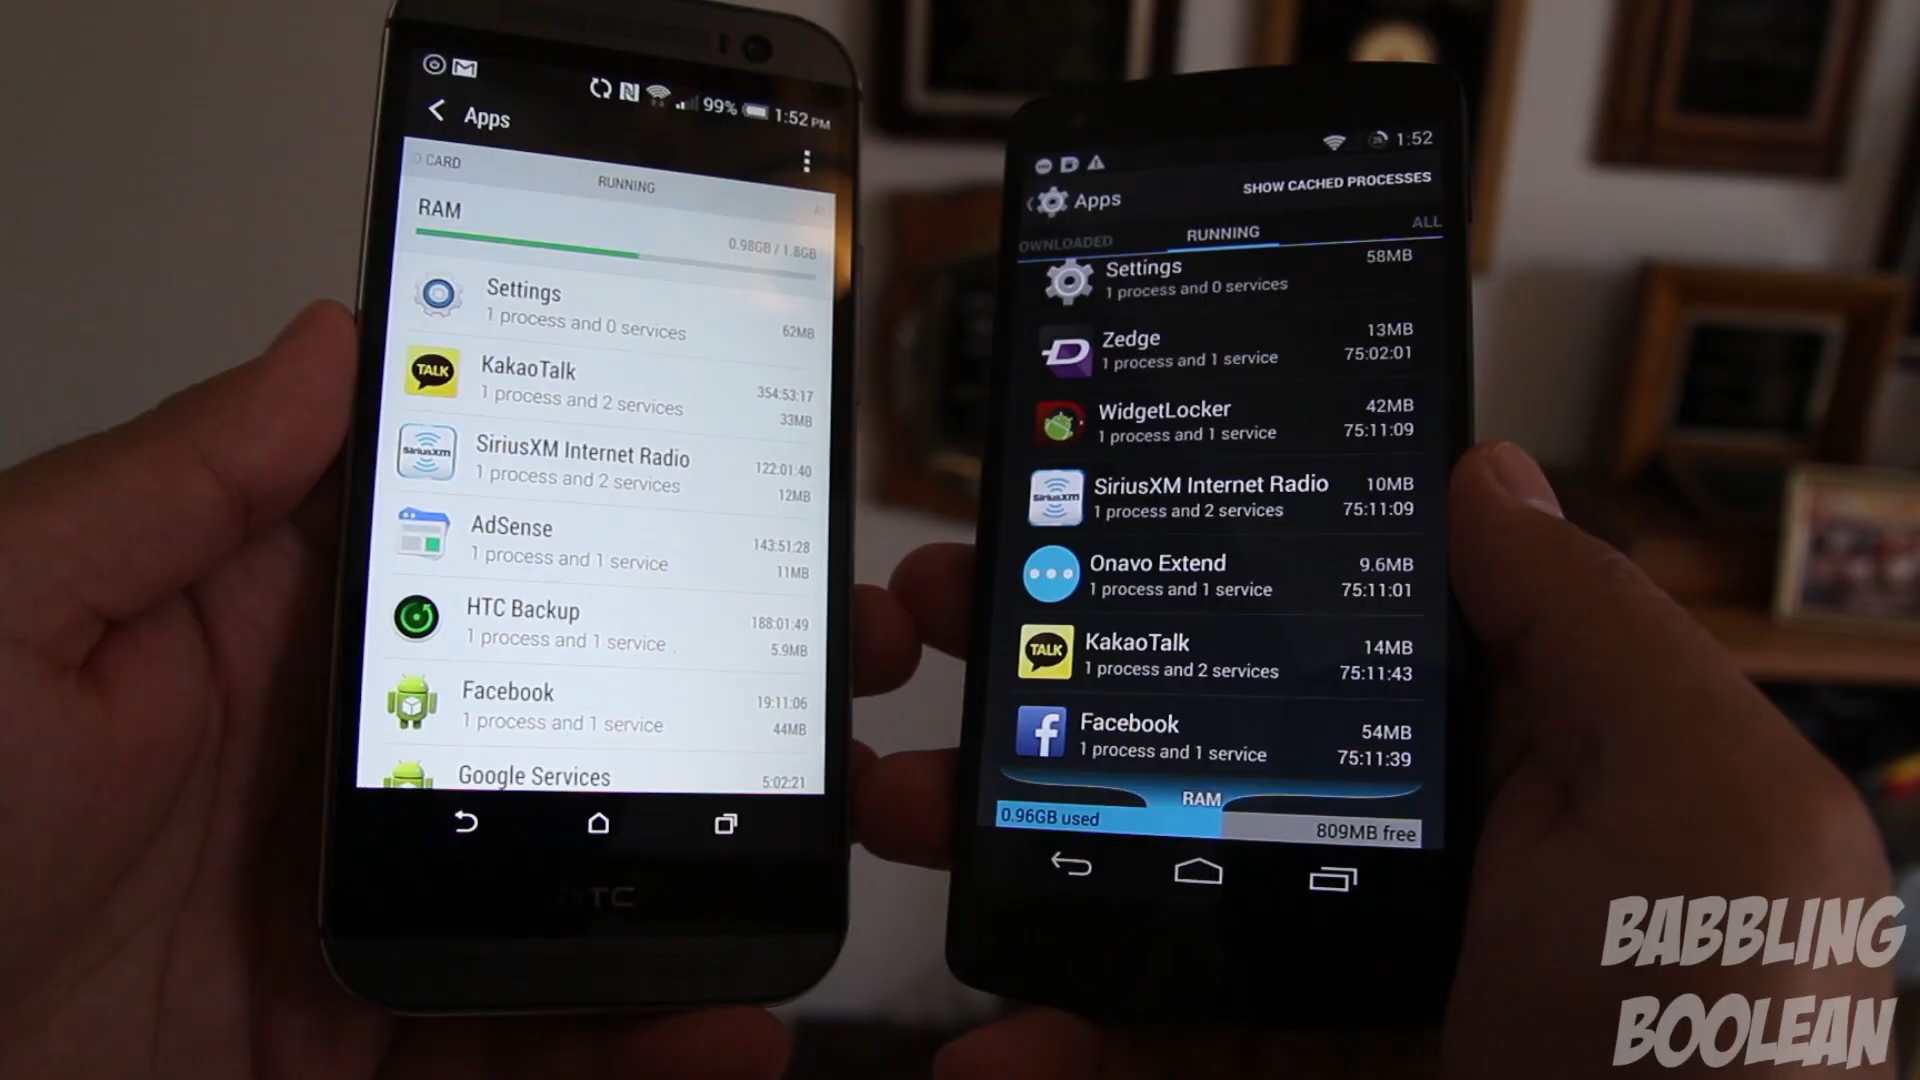 99% 1:52 PM
Apps
CARD
RUNNING
RAM
0.98GB / 1.8GB
Settings
1 process and 0 services
62MB
TALK
KakaoTalk
354:53:17
1 process and 2 services
33MB
SiriusXM
SiriusXM Internet Radio
122:01:40
1 process and 2 services
12MB
AdSense
143:51:28
1 process and 1 service
11MB
HTC Backup
188:01:49
1 process and 1 service
5.9MB
Facebook
19:11:06
1 process and 1 service
44MB
Google Services
5:02:21
HTC
1:52
Apps
SHOW CACHED PROCESSES
OWNLOADED
RUNNING
ALL
Settings
58MB
1 process and 0 services
Zedge
13MB
1 process and 1 service
75:02:01
WidgetLocker
42MB
1 process and 1 service
75:11:09
SiriusXM
SiriusXM Internet Radio
10MB
1 process and 2 services
75:11:09
Onavo Extend
9.6MB
1 process and 1 service
75:11:01
TALK
KakaoTalk
14MB
1 process and 2 services
75:11:43
Facebook
54MB
1 process and 1 service
75:11:39
RAM
0.96GB used
809MB free
BABBLING
BOOLEAN